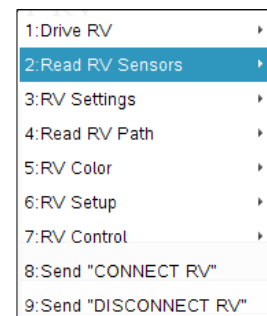 1:Drive RV
2:Read RV Sensors
3:RV Settings
4:Read RV Path
5:RV Color
6:RV Setup
7:RV Control
8:Send "CONNECT RV"
9:Send "DISCONNECT RV"